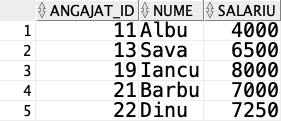 ANGAJAT_ID NUME SALARIU
1 11 Albu 4000
2 13 Sava 6500
3 19 Iancu 8000
4 21 Barbu 7000
5 22 Dinu 7250